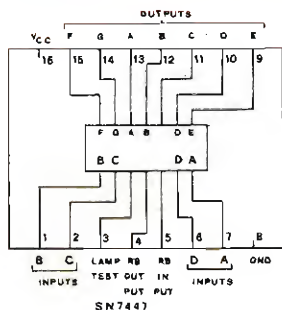 OUTPUTS
VCC F G A B C D E
16 15 14 13 12 11 10 9
F G A B D E
B C D A
1 2 3 4 5 6 7 8
B C LAMP RB RB D A GND
TEST OUT IN
PUT PUT
INPUTS INPUTS
SN7447